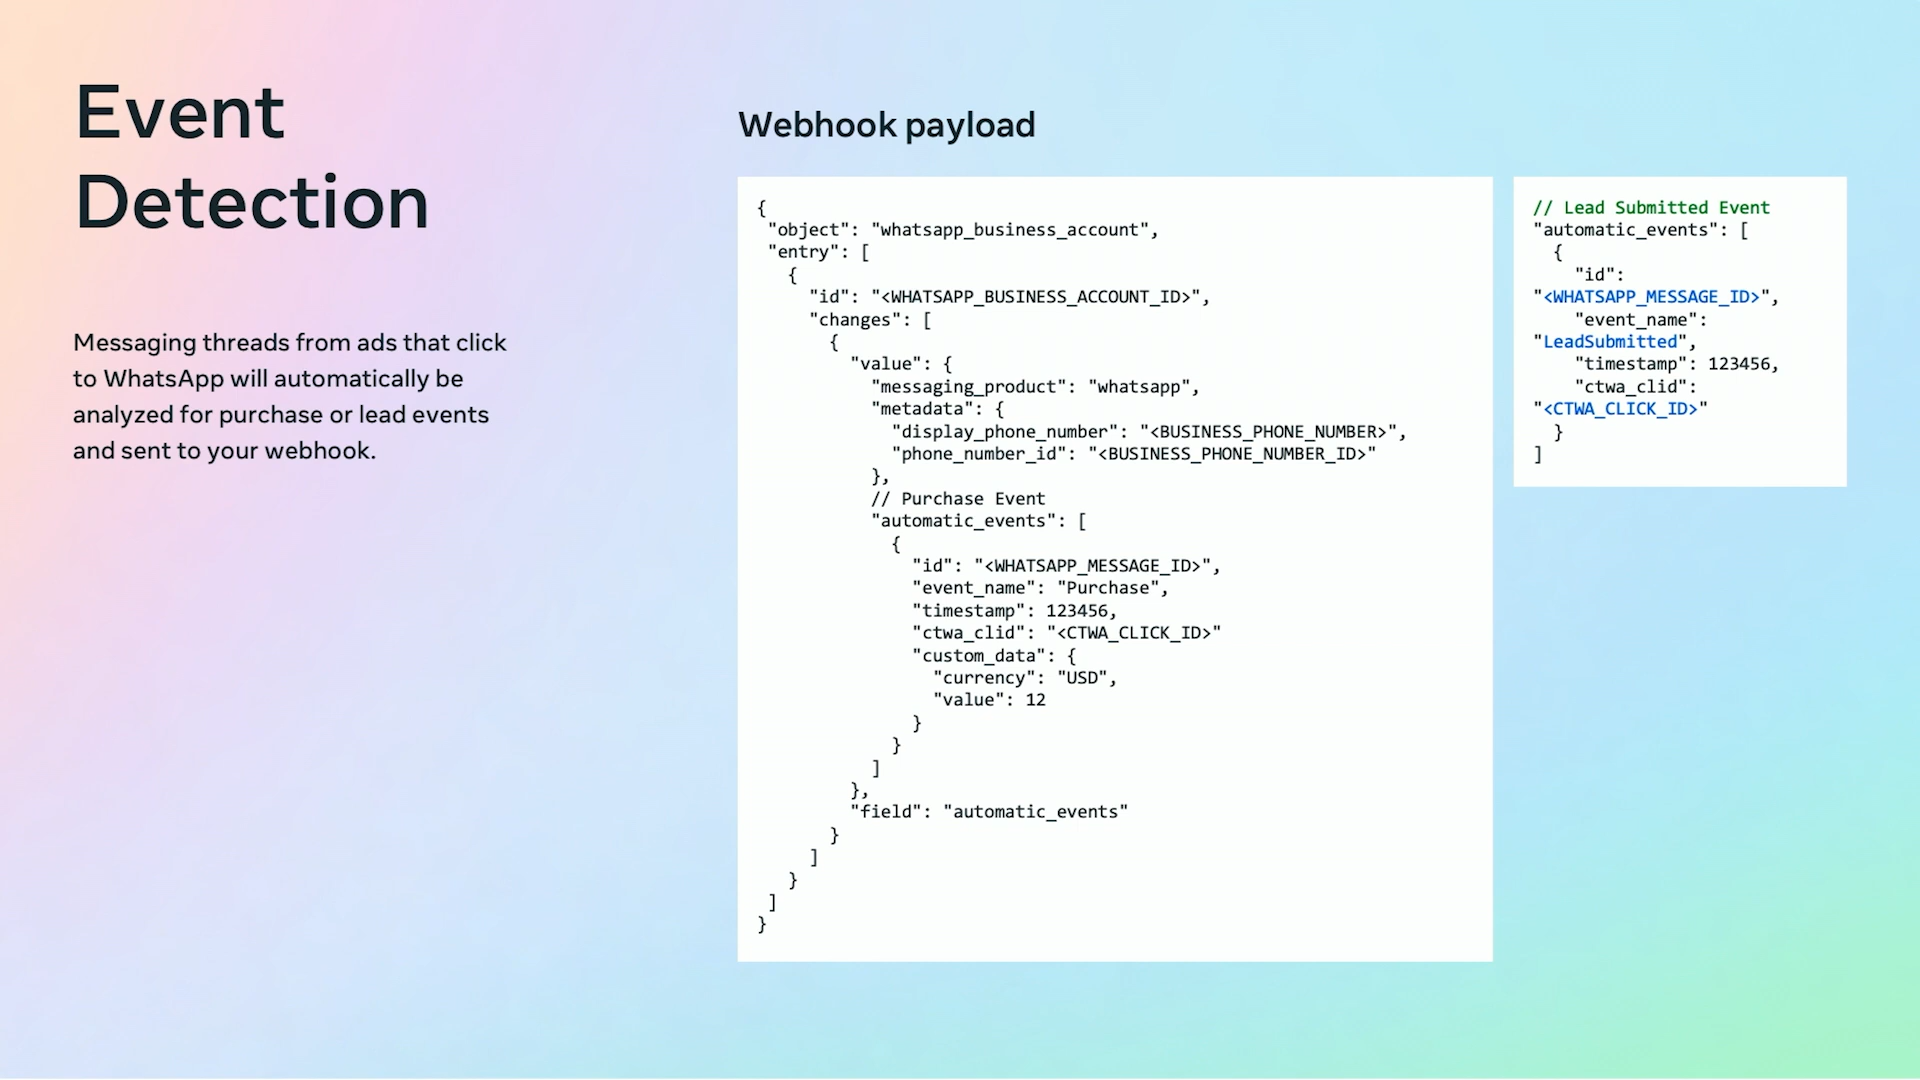 Event
Detection
Messaging threads from ads that click
to WhatsApp will automatically be
analyzed for purchase or lead events
and sent to your webhook.
Webhook payload
{
"object": "whatsapp_business_account",
"entry": [
{
"id": "<WHATSAPP_BUSINESS_ACCOUNT_ID>",
"changes": [
{
"value": {
"messaging_product": "whatsapp",
"metadata": {
"display_phone_number": "<BUSINESS_PHONE_NUMBER>",
"phone_number_id": "<BUSINESS_PHONE_NUMBER_ID>"
},
// Purchase Event
"automatic_events": [
{
"id": "<WHATSAPP_MESSAGE_ID>",
"event_name": "Purchase",
"timestamp": 123456,
"ctwa_clid": "<CTWA_CLICK_ID>"
"custom_data": {
"currency": "USD",
"value": 12
}
}
]
},
"field": "automatic_events"
}
]
}
]
}
// Lead Submitted Event
"automatic_events": [
{
"id":
"<WHATSAPP_MESSAGE_ID>",
"event_name":
"LeadSubmitted",
"timestamp": 123456,
"ctwa_clid":
"<CTWA_CLICK_ID>"
}
]